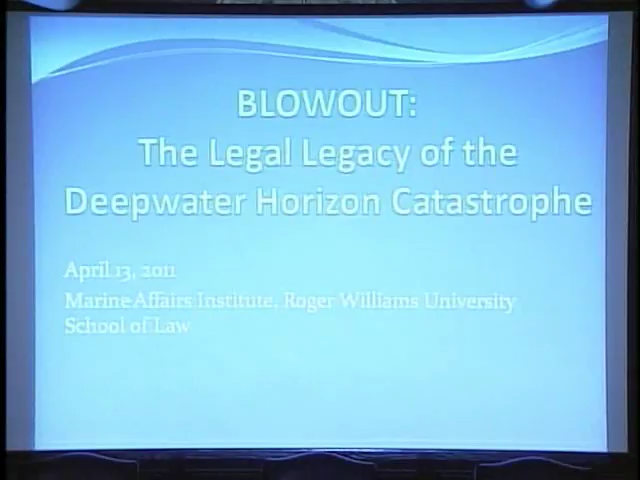 BLOWOUT:
The Legal Legacy of the
Deepwater Horizon Catastrophe
April 13, 2011
Marine Affairs Institute, Roger Williams University
School of Law